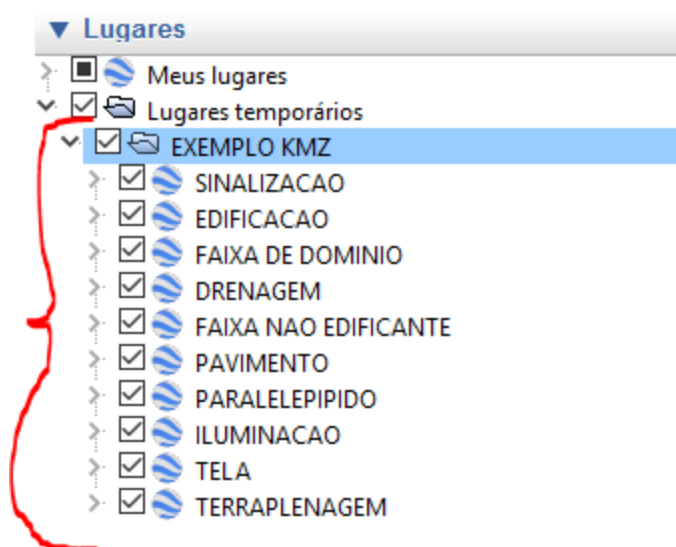 Lugares
Meus lugares
Lugares temporários
EXEMPLO KMZ
SINALIZACAO
EDIFICACAO
FAIXA DE DOMINIO
DRENAGEM
FAIXA NAO EDIFICANTE
PAVIMENTO
PARALELEPIPIDO
ILUMINACAO
TELA
TERRAPLENAGEM